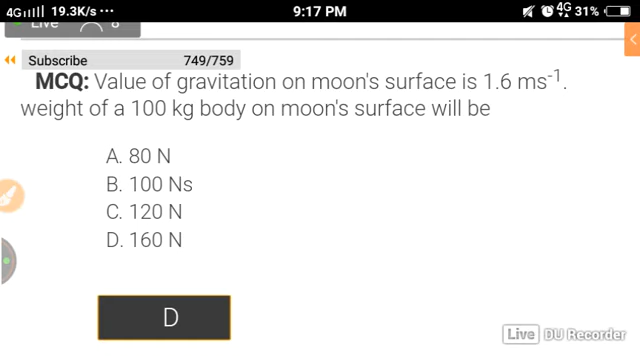 4G 19.3K/s ... 9:17 PM 4G 31%
Live 8
Subscribe 749/759
MCQ: Value of gravitation on moon's surface is 1.6 ms-1.
weight of a 100 kg body on moon's surface will be
A. 80 N
B. 100 Ns
C. 120 N
D. 160 N
D
Live DU Recorder